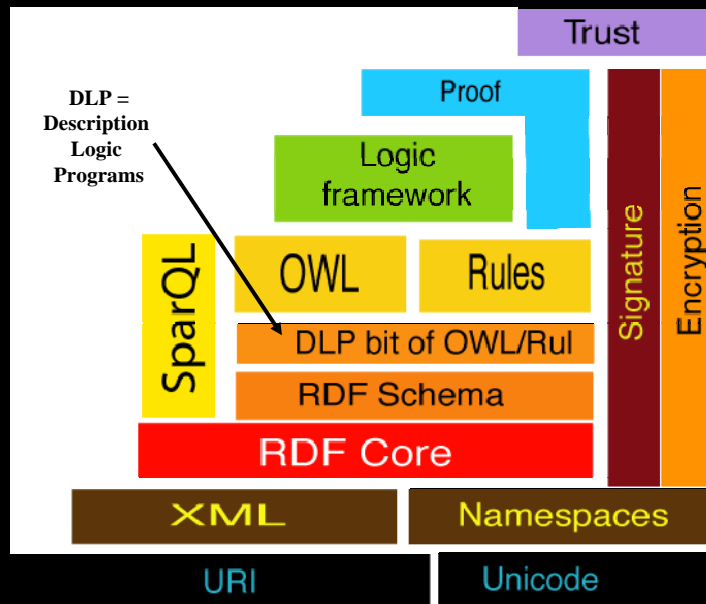 Trust
DLP =
Description
Logic
Programs
Proof
Logic
framework
Signature
Encryption
SparQL
OWL
Rules
DLP bit of OWL/Rul
RDF Schema
RDF Core
XML
Namespaces
URI
Unicode